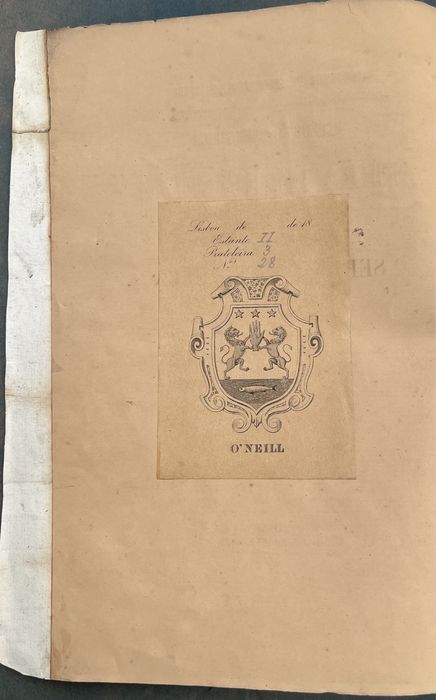 Lisboa de de 18
Estante II
Prateleira 3
N.º 28
O'NEILL